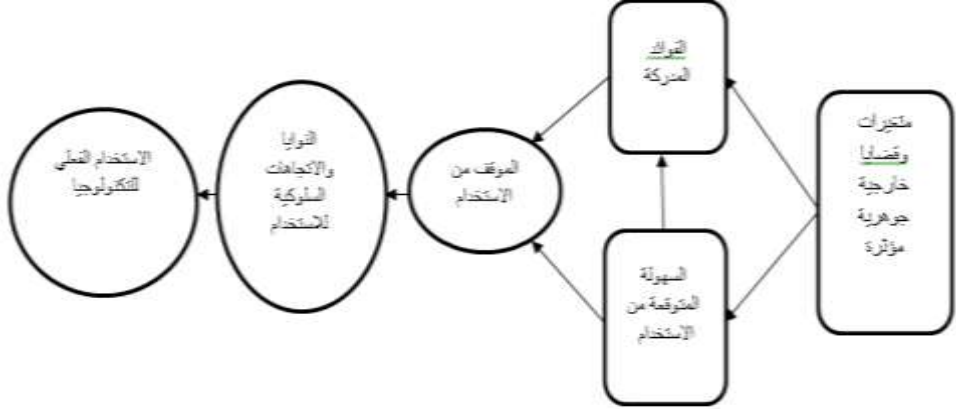 متغيرات
وقضايا
خارجية
جوهرية
مؤثرة
الفوائد
المدركة
السهولة
المتوقعة من
الاستخدام
الموقف من
الاستخدام
النوايا
والاتجاهات
السلوكية
للاستخدام
الاستخدام الفعلي
للتكنولوجيا